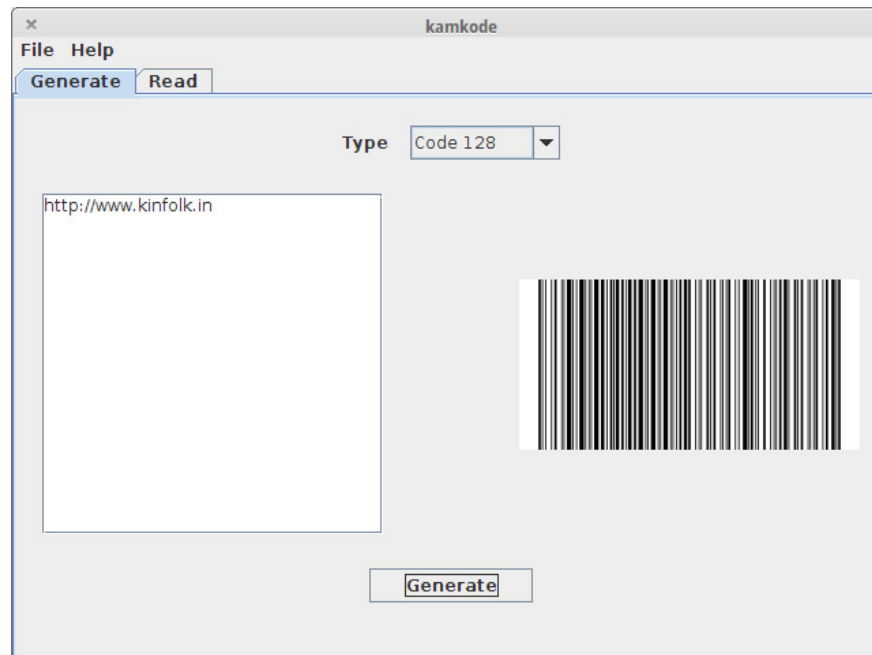 kamkode
File Help
Generate Read
Type Code 128
http://www.kinfolk.in
Generate